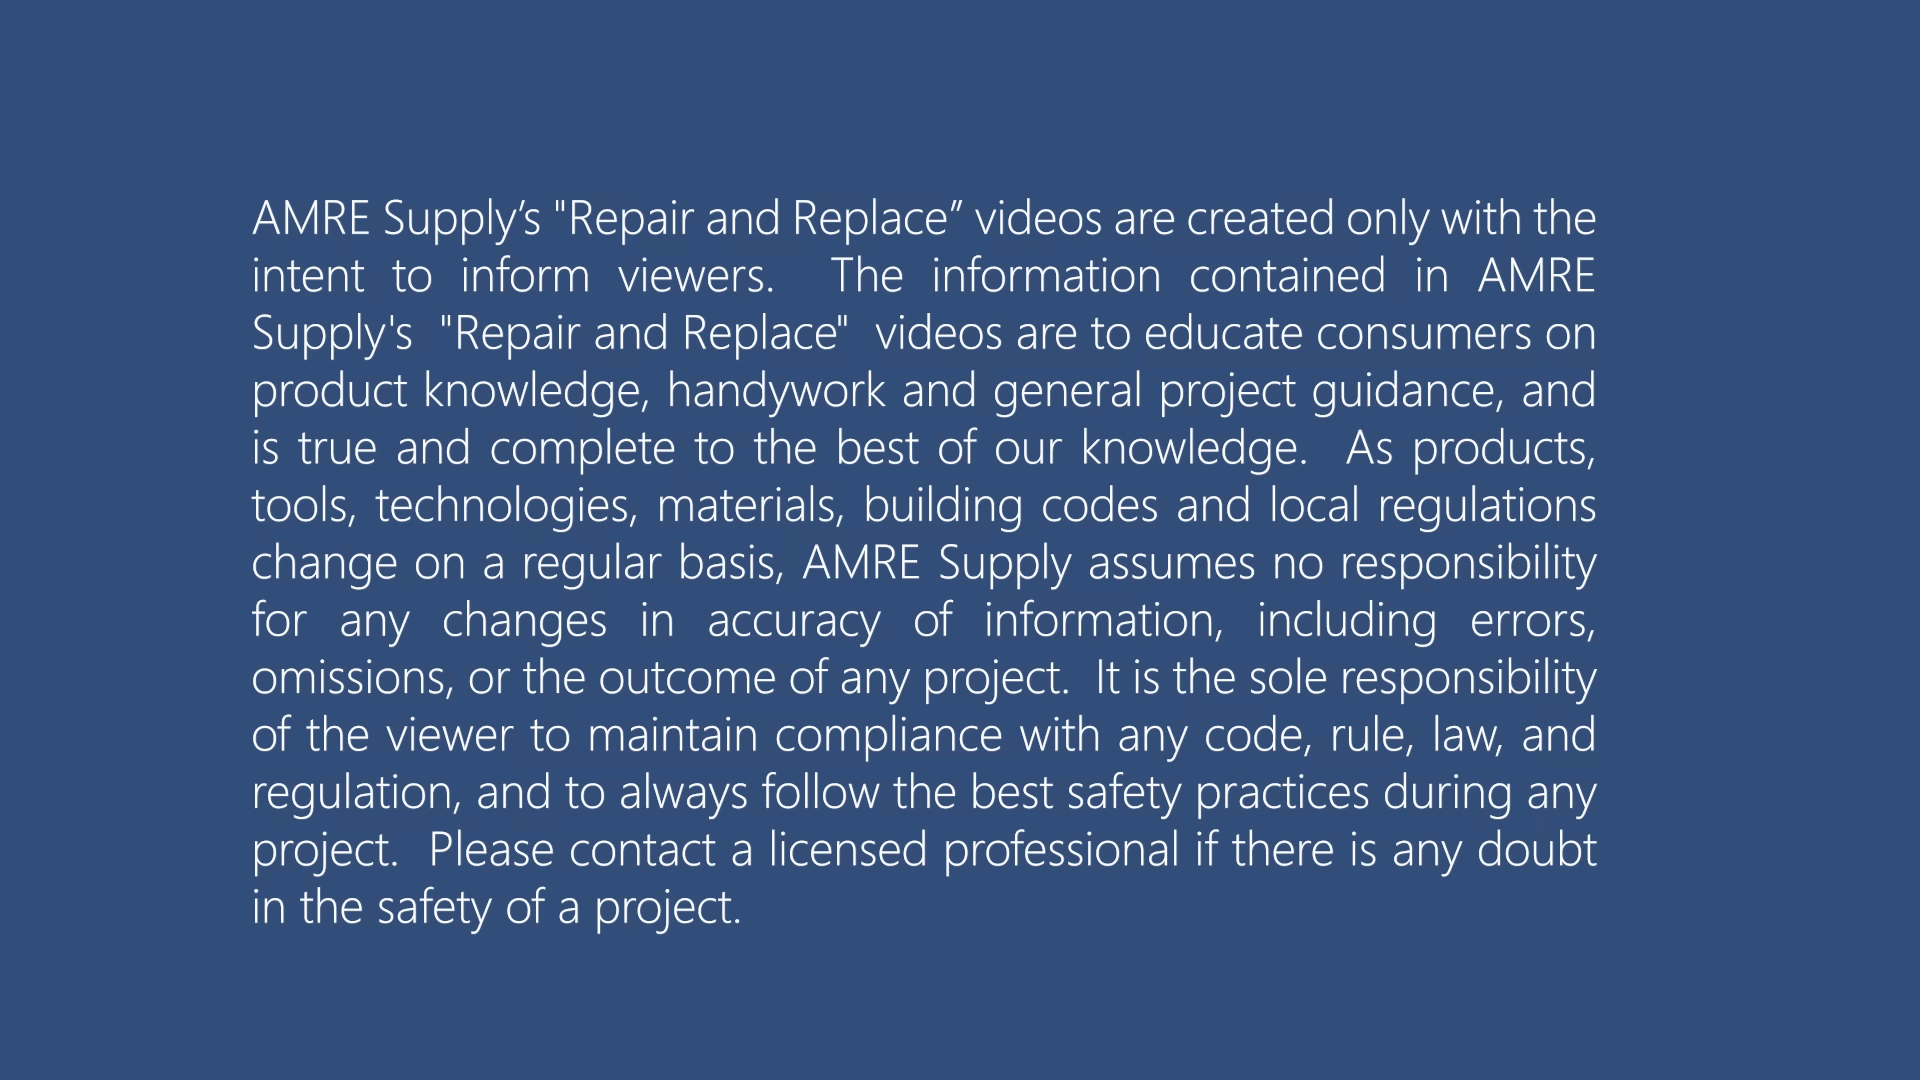 AMRE Supply’s "Repair and Replace” videos are created only with the
intent to inform viewers.  The information contained in AMRE
Supply's  "Repair and Replace"  videos are to educate consumers on
product knowledge, handywork and general project guidance, and
is true and complete to the best of our knowledge.  As products,
tools, technologies, materials, building codes and local regulations
change on a regular basis, AMRE Supply assumes no responsibility
for any changes in accuracy of information, including errors,
omissions, or the outcome of any project.  It is the sole responsibility
of the viewer to maintain compliance with any code, rule, law, and
regulation, and to always follow the best safety practices during any
project.  Please contact a licensed professional if there is any doubt
in the safety of a project.